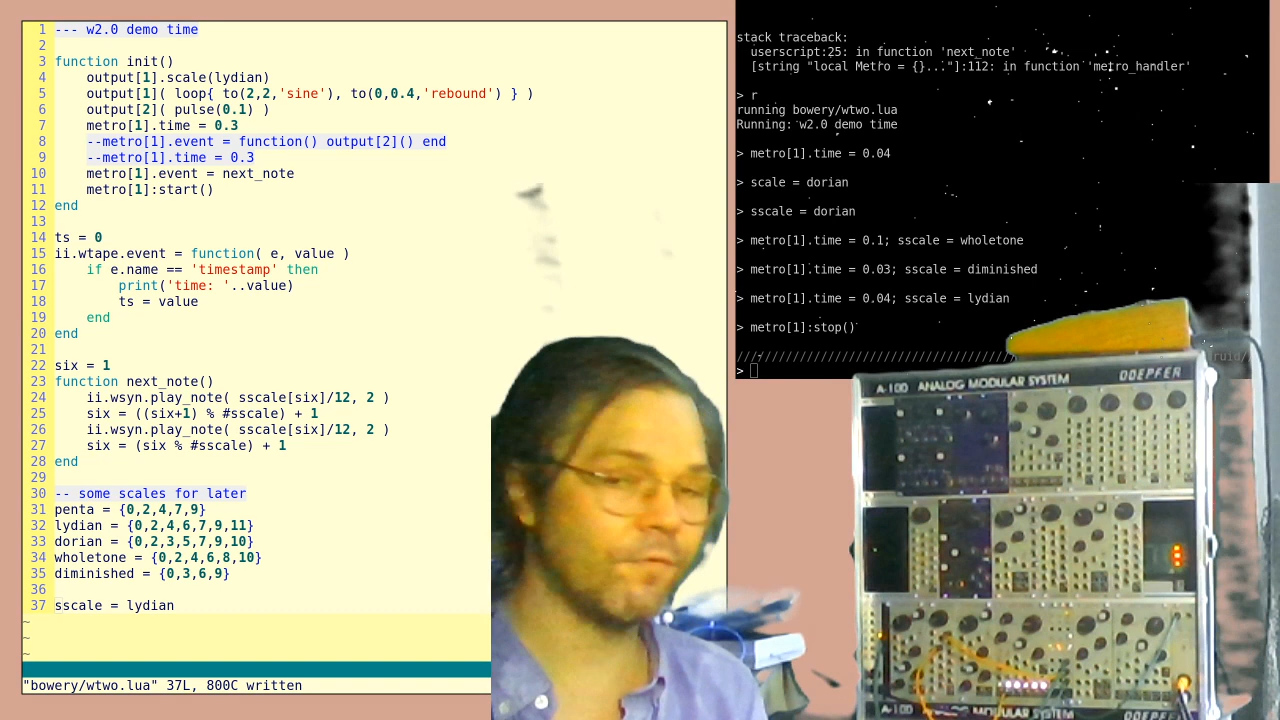 1 --- w2.0 demo time
2
3 function init()
4     output[1].scale(lydian)
5     output[1]( loop{ to(2,2,'sine'), to(0,0.4,'rebound') } )
6     output[2]( pulse(0.1) )
7     metro[1].time = 0.3
8     --metro[1].event = function() output[2]() end
9     --metro[1].time = 0.3
10     metro[1].event = next_note
11     metro[1]:start()
12 end
13
14 ts = 0
15 ii.wtape.event = function( e, value )
16     if e.name == 'timestamp' then
17         print('time: '..value)
18         ts = value
19     end
20 end
21
22 six = 1
23 function next_note()
24     ii.wsyn.play_note( sscale[six]/12, 2 )
25     six = ((six+1) % #sscale) + 1
26     ii.wsyn.play_note( sscale[six]/12, 2 )
27     six = (six % #sscale) + 1
28 end
29
30 -- some scales for later
31 penta = {0,2,4,7,9}
32 lydian = {0,2,4,6,7,9,11}
33 dorian = {0,2,3,5,7,9,10}
34 wholetone = {0,2,4,6,8,10}
35 diminished = {0,3,6,9}
36
37 sscale = lydian
~
~
~
"bowery/wtwo.lua" 37L, 800C written
stack traceback:
  userscript:25: in function 'next_note'
  [string "local Metro = {}..."]:112: in function 'metro_handler'
> r
running bowery/wtwo.lua
Running: w2.0 demo time
> metro[1].time = 0.04
> scale = dorian
> sscale = dorian
> metro[1].time = 0.1; sscale = wholetone
> metro[1].time = 0.03; sscale = diminished
> metro[1].time = 0.04; sscale = lydian
> metro[1]:stop()
>
A-100 ANALOG MODULAR SYSTEM DOEPFER
A-100 ANALOG MODULAR SYSTEM DOEPFER